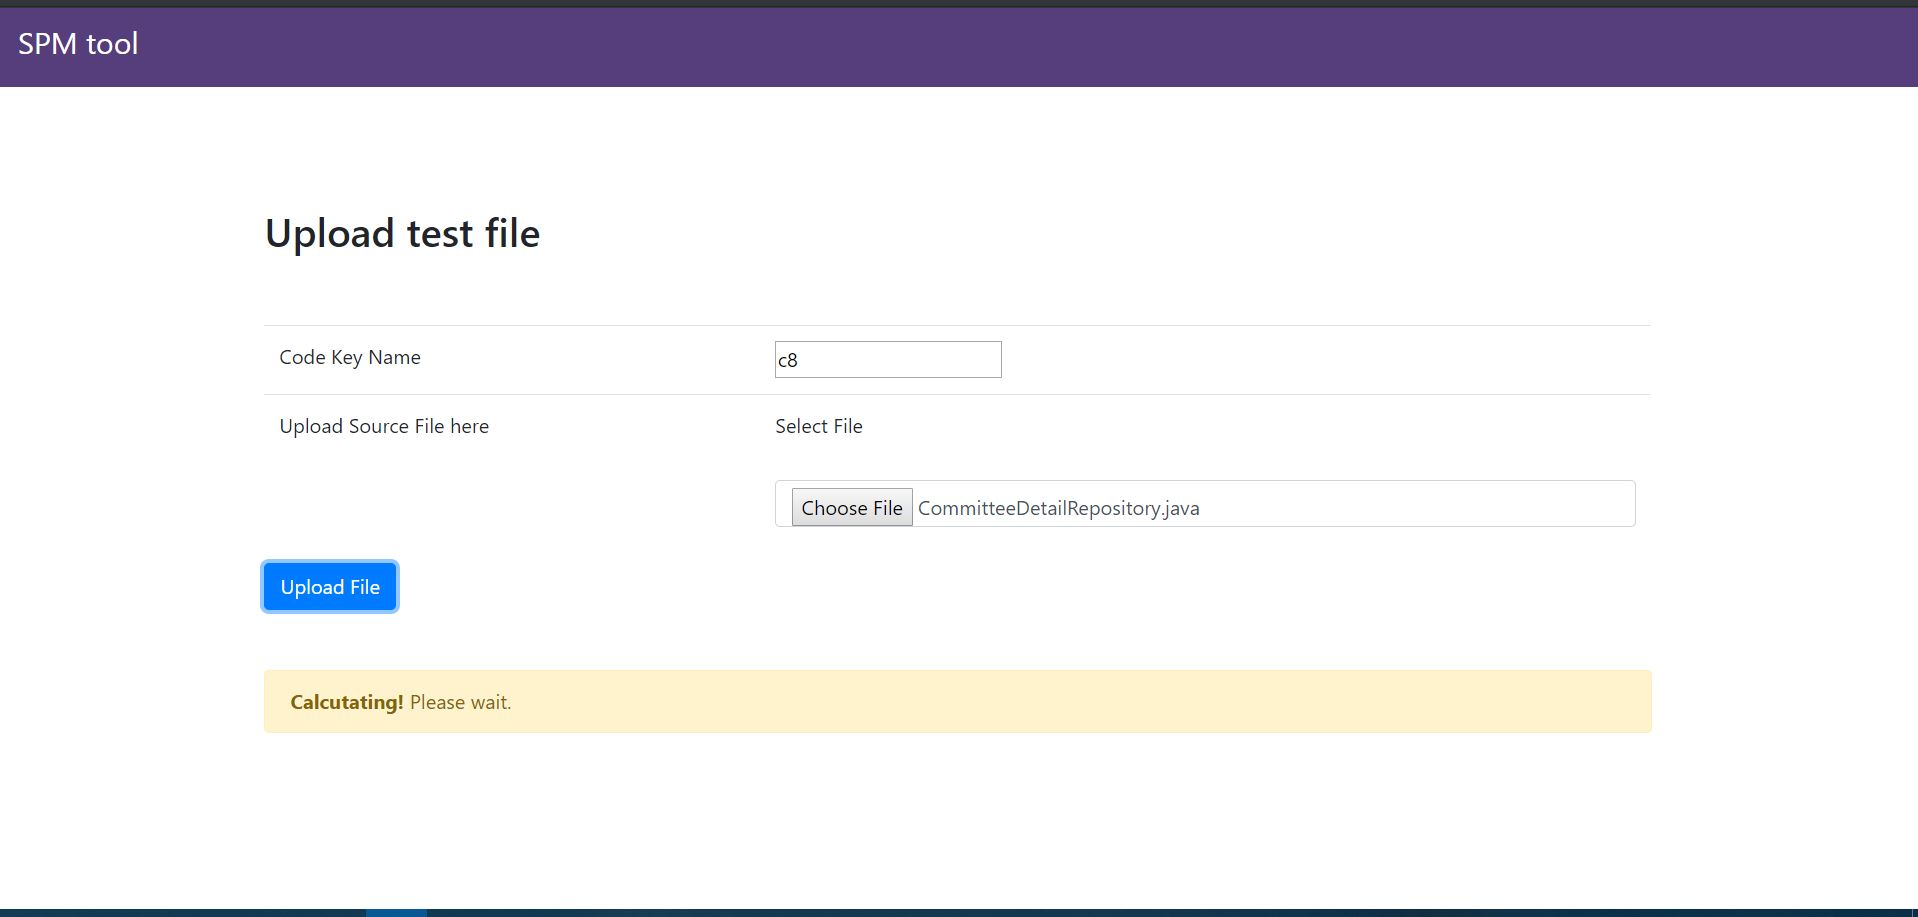 SPM tool
Upload test file
Code Key Name c8
Upload Source File here Select File
Choose File CommitteeDetailRepository.java
Upload File
Calcutating! Please wait.